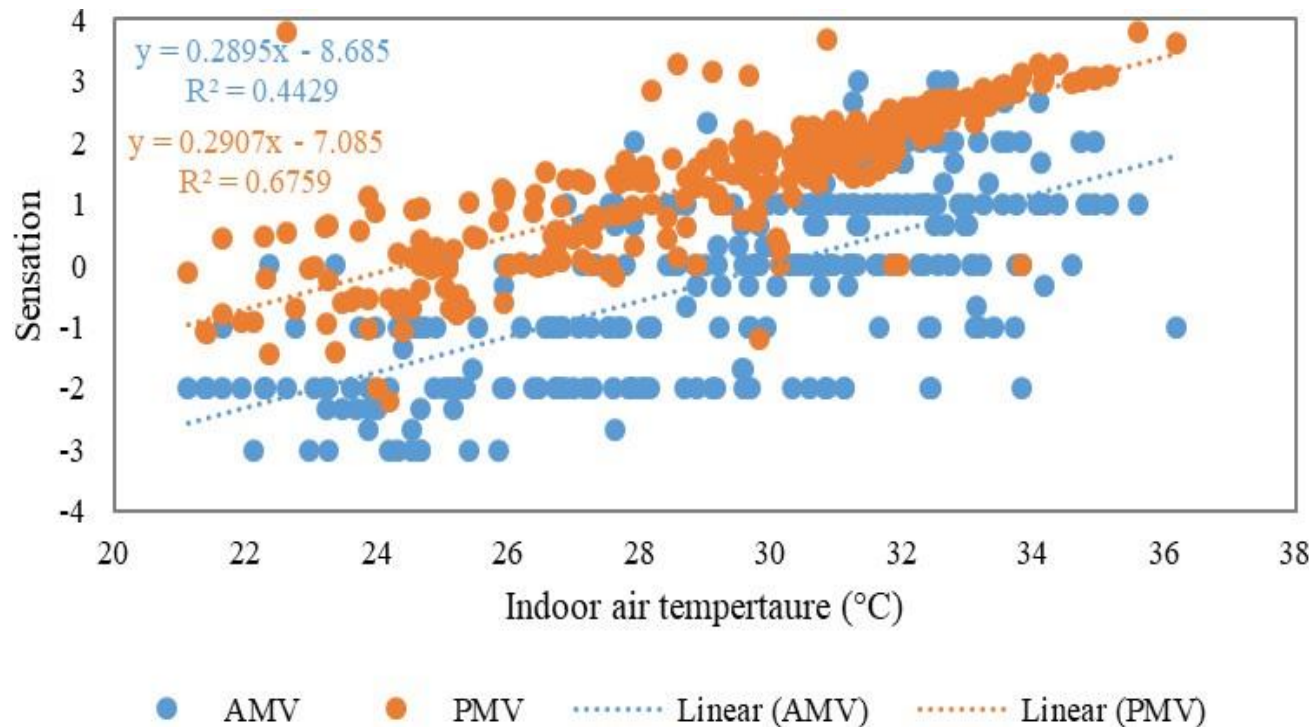 y = 0.2895x - 8.685
R² = 0.4429
y = 0.2907x - 7.085
R² = 0.6759
Sensation
4
3
2
1
0
-1
-2
-3
-4
20 22 24 26 28 30 32 34 36 38
Indoor air tempertaure (°C)
AMV PMV Linear (AMV) Linear (PMV)